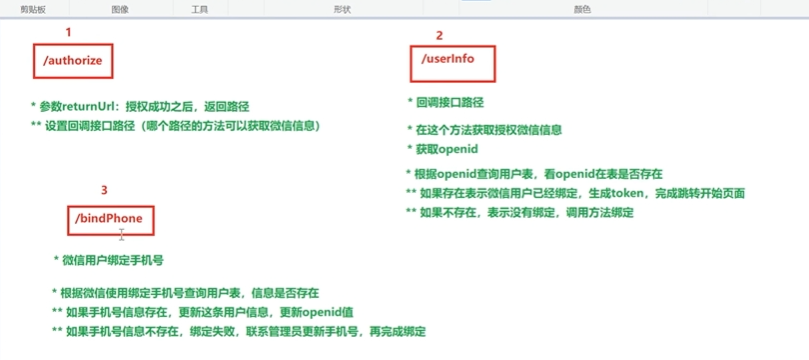 剪贴板
图像
工具
形状
颜色
1
/authorize
* 参数returnUrl：授权成功之后，返回路径
** 设置回调接口路径（哪个路径的方法可以获取微信信息）
2
/userInfo
* 回调接口路径
* 在这个方法获取授权微信信息
* 获取openid
* 根据openid查询用户表，看openid在表是否存在
** 如果存在表示微信用户已经绑定，生成token，完成跳转开始页面
** 如果不存在，表示没有绑定，调用方法绑定
3
/bindPhone
* 微信用户绑定手机号
* 根据微信使用绑定手机号查询用户表，信息是否存在
** 如果手机号信息存在，更新这条用户信息，更新openid值
** 如果手机号信息不存在，绑定失败，联系管理员更新手机号，再完成绑定